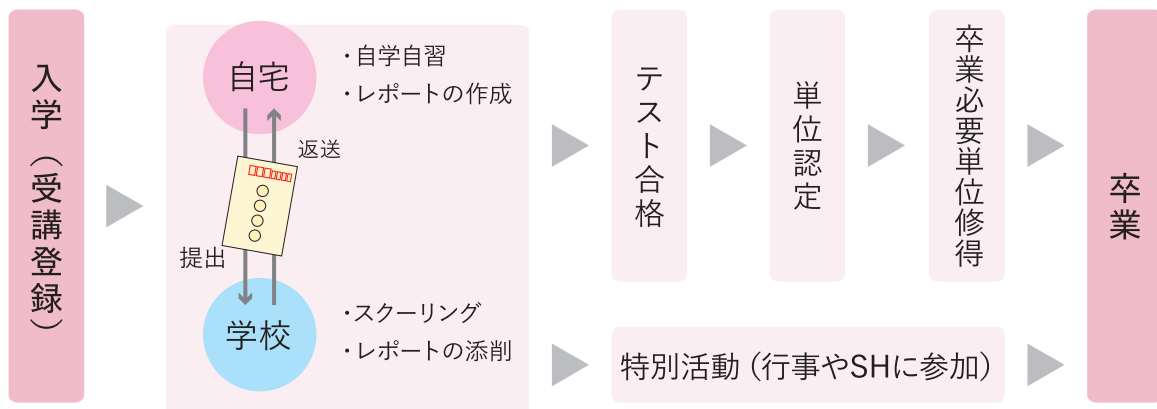 入学（受講登録）
自宅
・自学自習
・レポートの作成
返送
提出
学校
・スクーリング
・レポートの添削
テスト合格
単位認定
卒業必要単位修得
特別活動（行事やSHに参加）
卒業